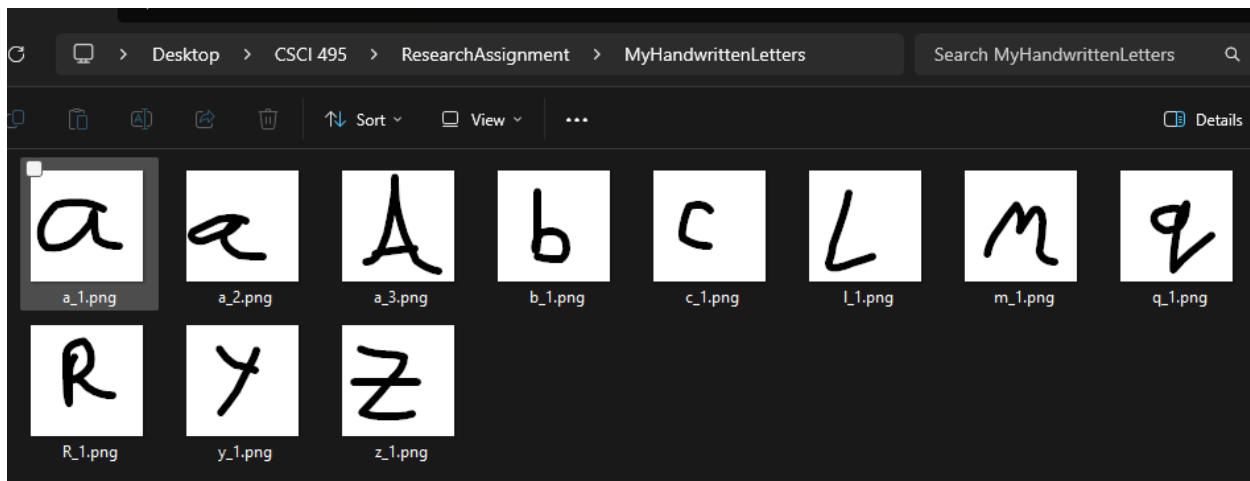 Desktop > CSCI 495 > ResearchAssignment > MyHandwrittenLetters Search MyHandwrittenLetters
Sort View ... Details
a a A b c L m q
a_1.png a_2.png a_3.png b_1.png c_1.png l_1.png m_1.png q_1.png
R y z
R_1.png y_1.png z_1.png